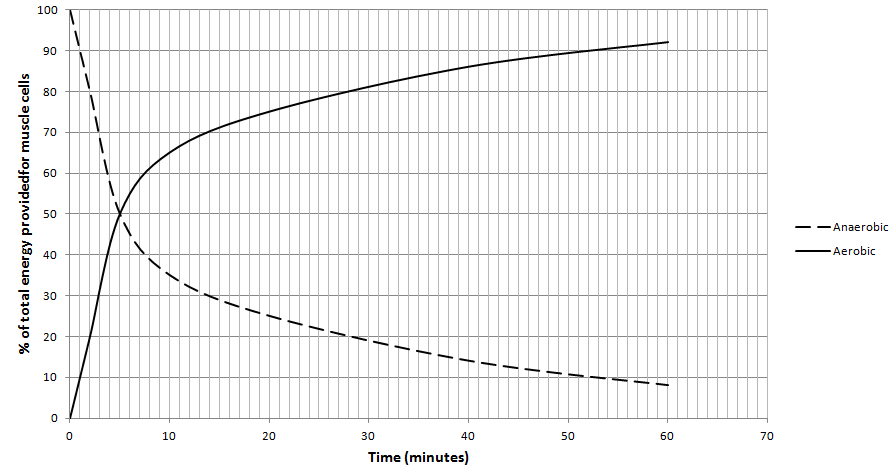 % of total energy providedfor muscle cells
100
90
80
70
60
50
40
30
20
10
0
0 10 20 30 40 50 60 70
Time (minutes)
Anaerobic
Aerobic